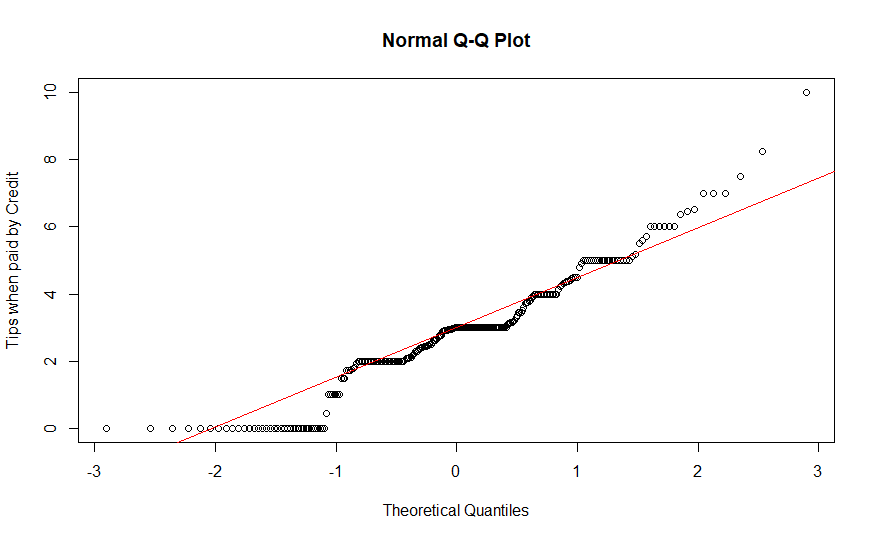 Normal Q-Q Plot
Tips when paid by Credit
10
8
6
4
2
0
-3 -2 -1 0 1 2 3
Theoretical Quantiles